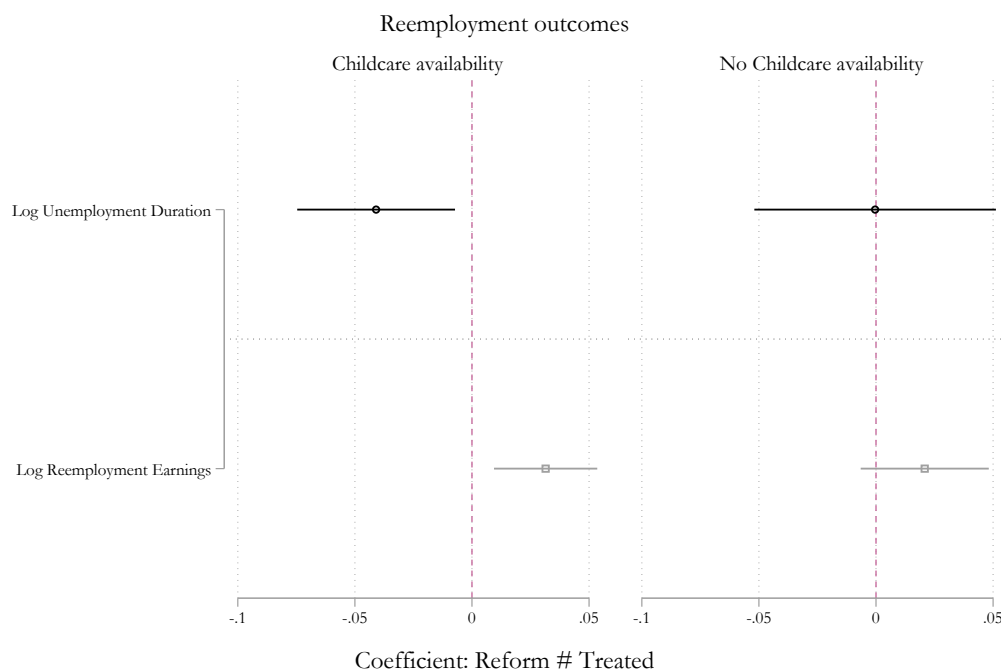 Reemployment outcomes
Childcare availability
No Childcare availability
Log Unemployment Duration
Log Reemployment Earnings
-.1 -.05 0 .05
-.1 -.05 0 .05
Coefficient: Reform # Treated